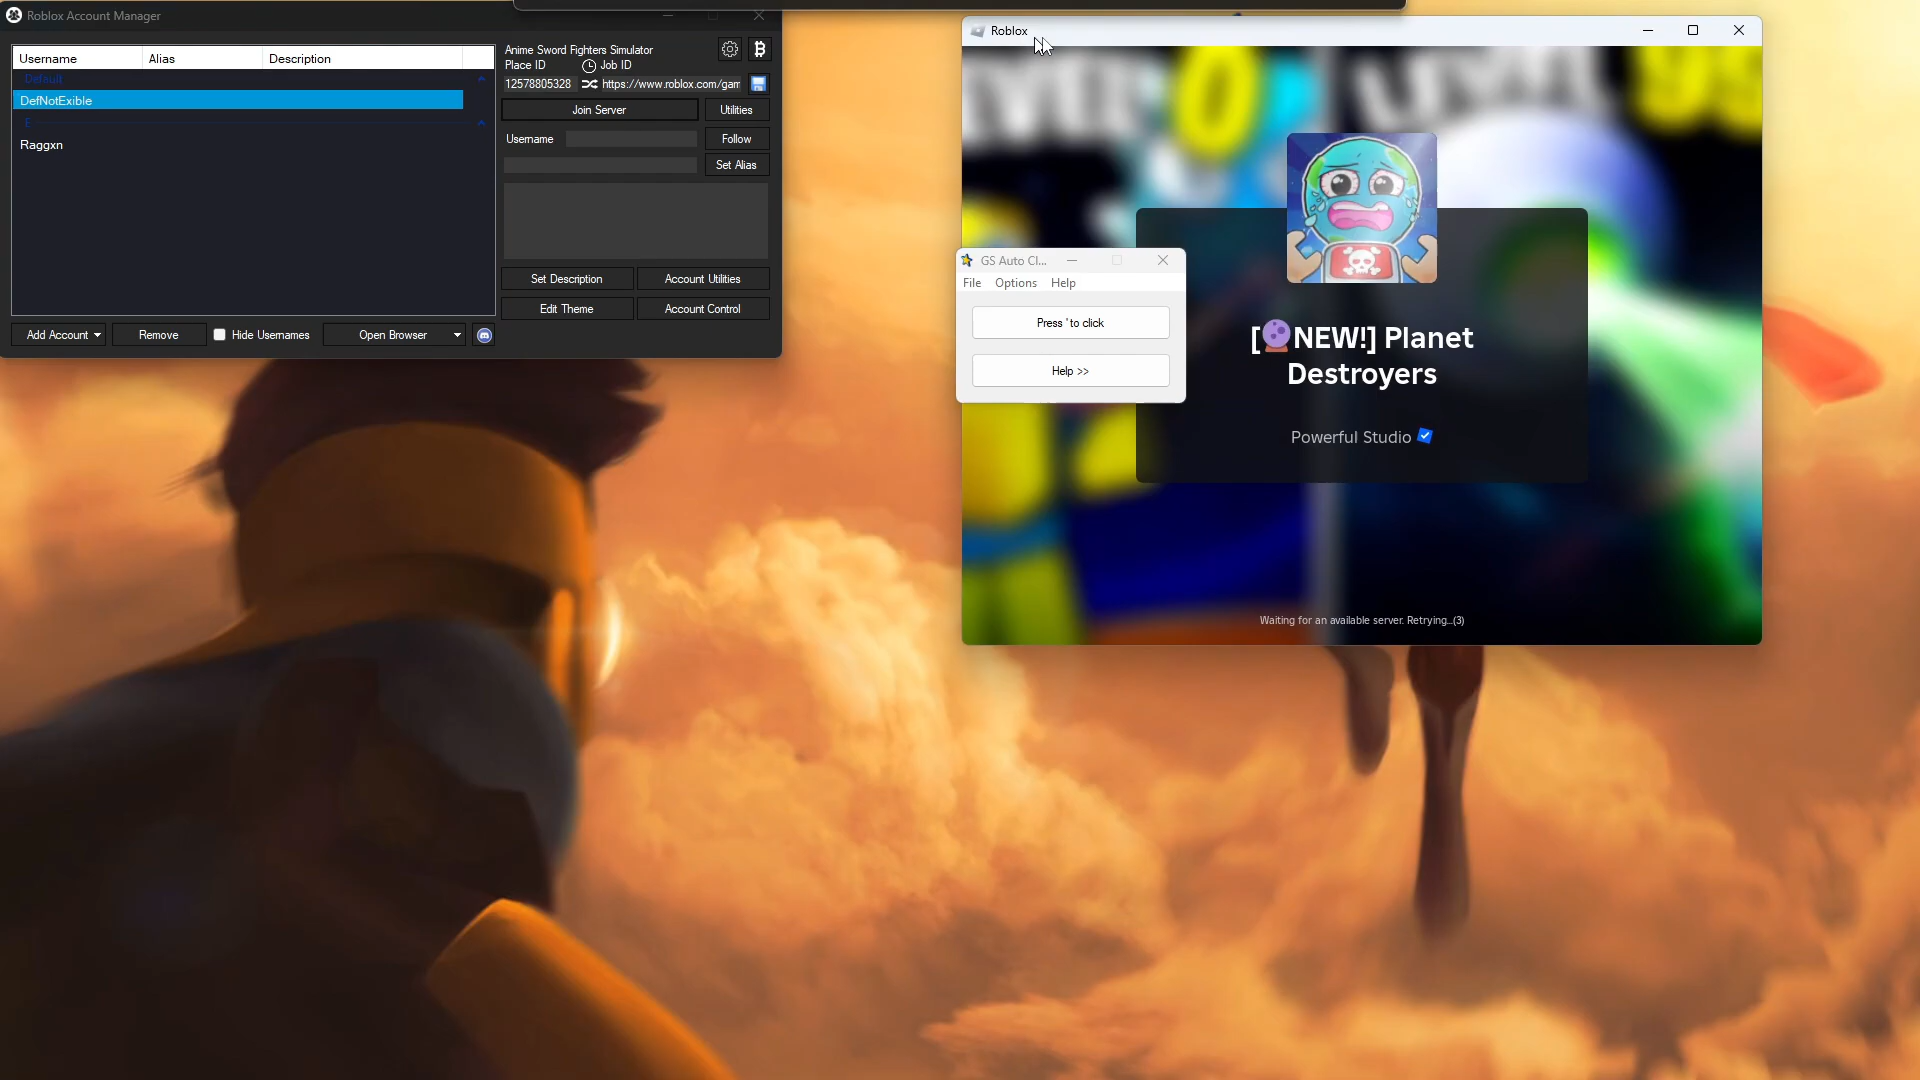 Roblox Account Manager
Username Alias Description
Default
DefNotExible
E
Raggxn
Add Account Remove Hide Usernames Open Browser
Anime Sword Fighters Simulator
Place ID Job ID
12578805328 https://www.roblox.com/gam
Join Server Utilities
Username Follow
Set Alias
Set Description Account Utilities
Edit Theme Account Control
Roblox
[🔮NEW!] Planet
Destroyers
Powerful Studio
Waiting for an available server. Retrying...(3)
GS Auto Cl...
File Options Help
Press ' to click
Help >>